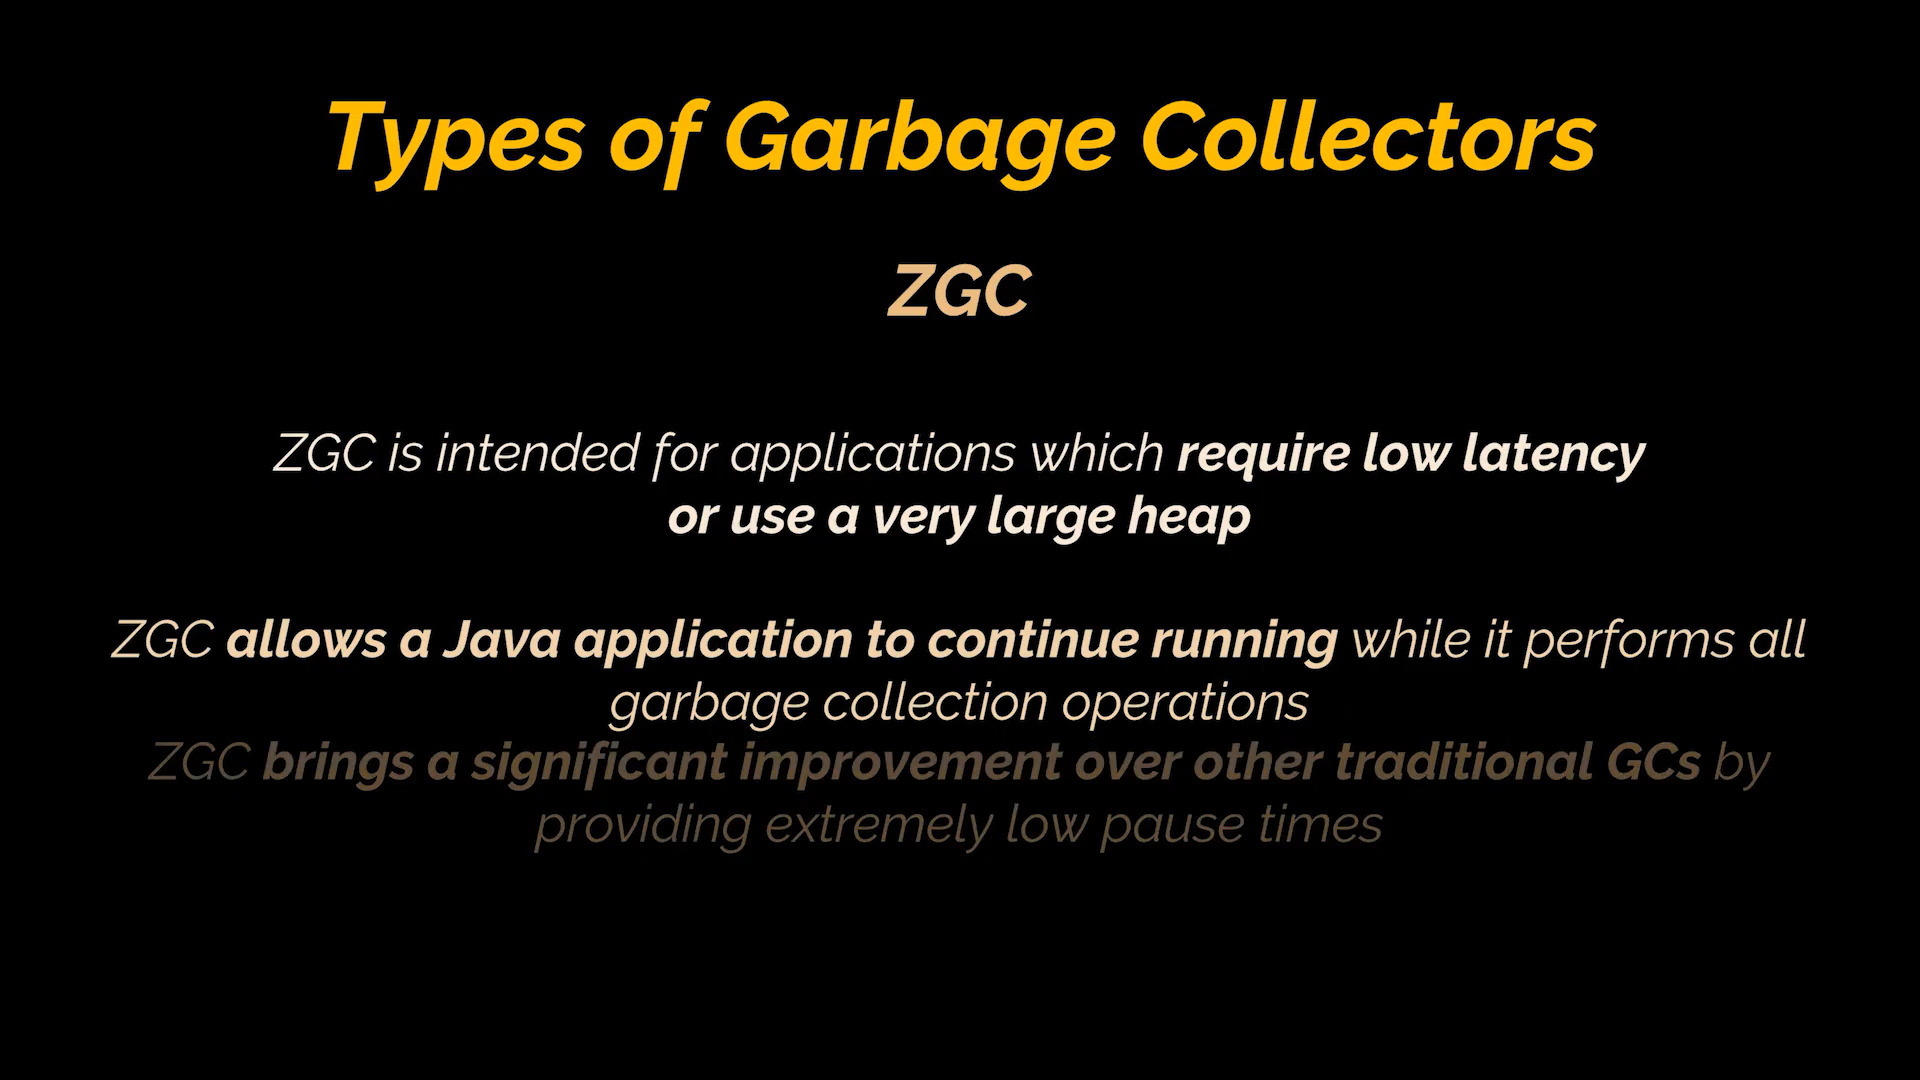 Types of Garbage Collectors
ZGC
ZGC is intended for applications which require low latency
or use a very large heap
ZGC allows a Java application to continue running while it performs all
garbage collection operations
ZGC brings a significant improvement over other traditional GCs by
providing extremely low pause times